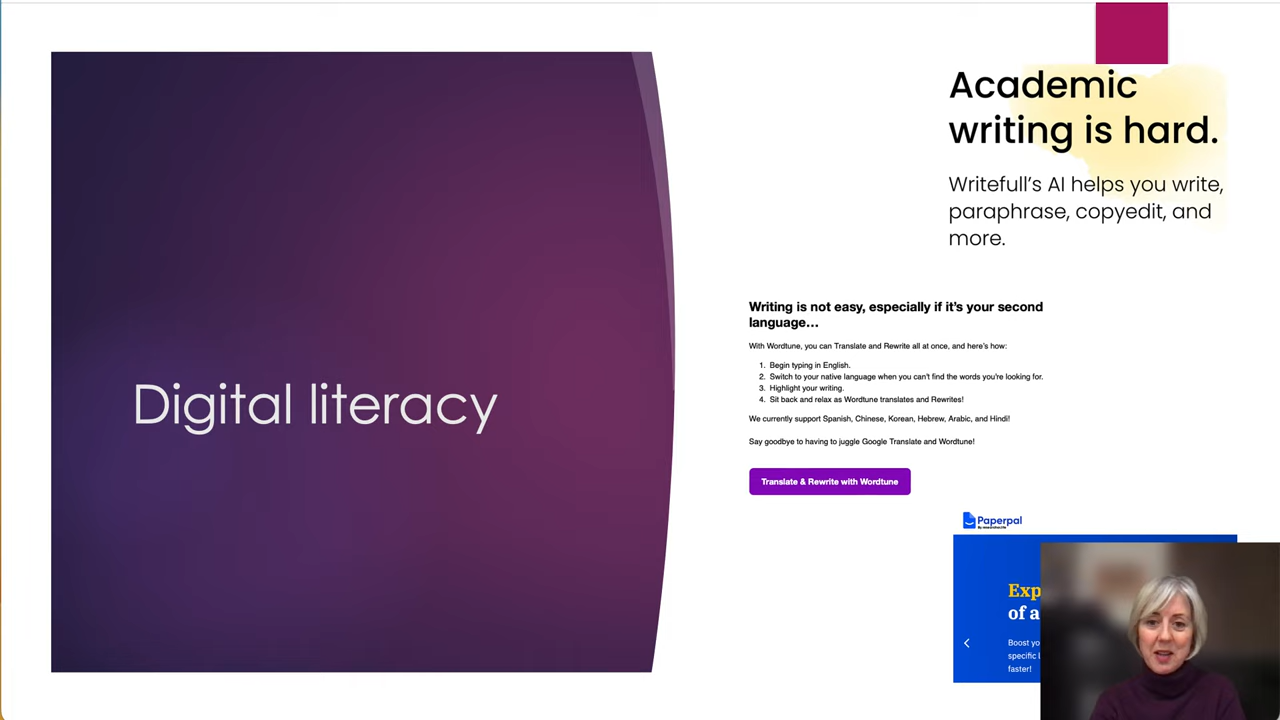 Digital literacy
Academic
writing is hard.
Writefull's AI helps you write,
paraphrase, copyedit, and
more.
Writing is not easy, especially if it's your second
language...
With Wordtune, you can Translate and Rewrite all at once, and here's how:
1. Begin typing in English.
2. Switch to your native language when you can't find the words you're looking for.
3. Highlight your writing.
4. Sit back and relax as Wordtune translates and Rewrites!
We currently support Spanish, Chinese, Korean, Hebrew, Arabic, and Hindi!
Say goodbye to having to juggle Google Translate and Wordtune!
Translate & Rewrite with Wordtune
Paperpal
Exp
of a
Boost yo
specific
faster!